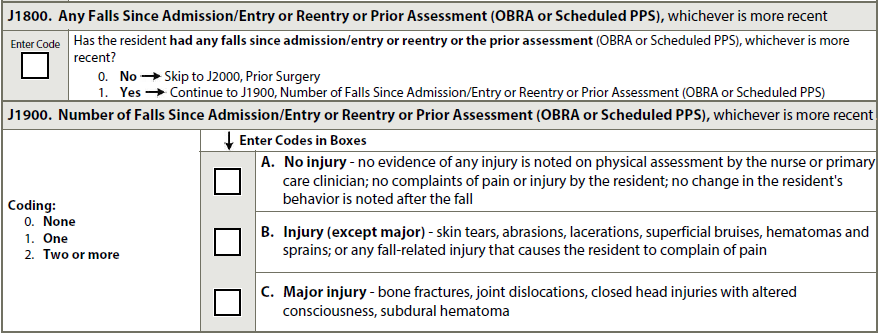 J1800. Any Falls Since Admission/Entry or Reentry or Prior Assessment (OBRA or Scheduled PPS), whichever is more recent
Enter Code
Has the resident had any falls since admission/entry or reentry or the prior assessment (OBRA or Scheduled PPS), whichever is more
recent?
0. No → Skip to J2000, Prior Surgery
1. Yes → Continue to J1900, Number of Falls Since Admission/Entry or Reentry or Prior Assessment (OBRA or Scheduled PPS)
J1900. Number of Falls Since Admission/Entry or Reentry or Prior Assessment (OBRA or Scheduled PPS), whichever is more recent
↓ Enter Codes in Boxes
Coding:
0. None
1. One
2. Two or more
A. No injury - no evidence of any injury is noted on physical assessment by the nurse or primary
care clinician; no complaints of pain or injury by the resident; no change in the resident's
behavior is noted after the fall
B. Injury (except major) - skin tears, abrasions, lacerations, superficial bruises, hematomas and
sprains; or any fall-related injury that causes the resident to complain of pain
C. Major injury - bone fractures, joint dislocations, closed head injuries with altered
consciousness, subdural hematoma